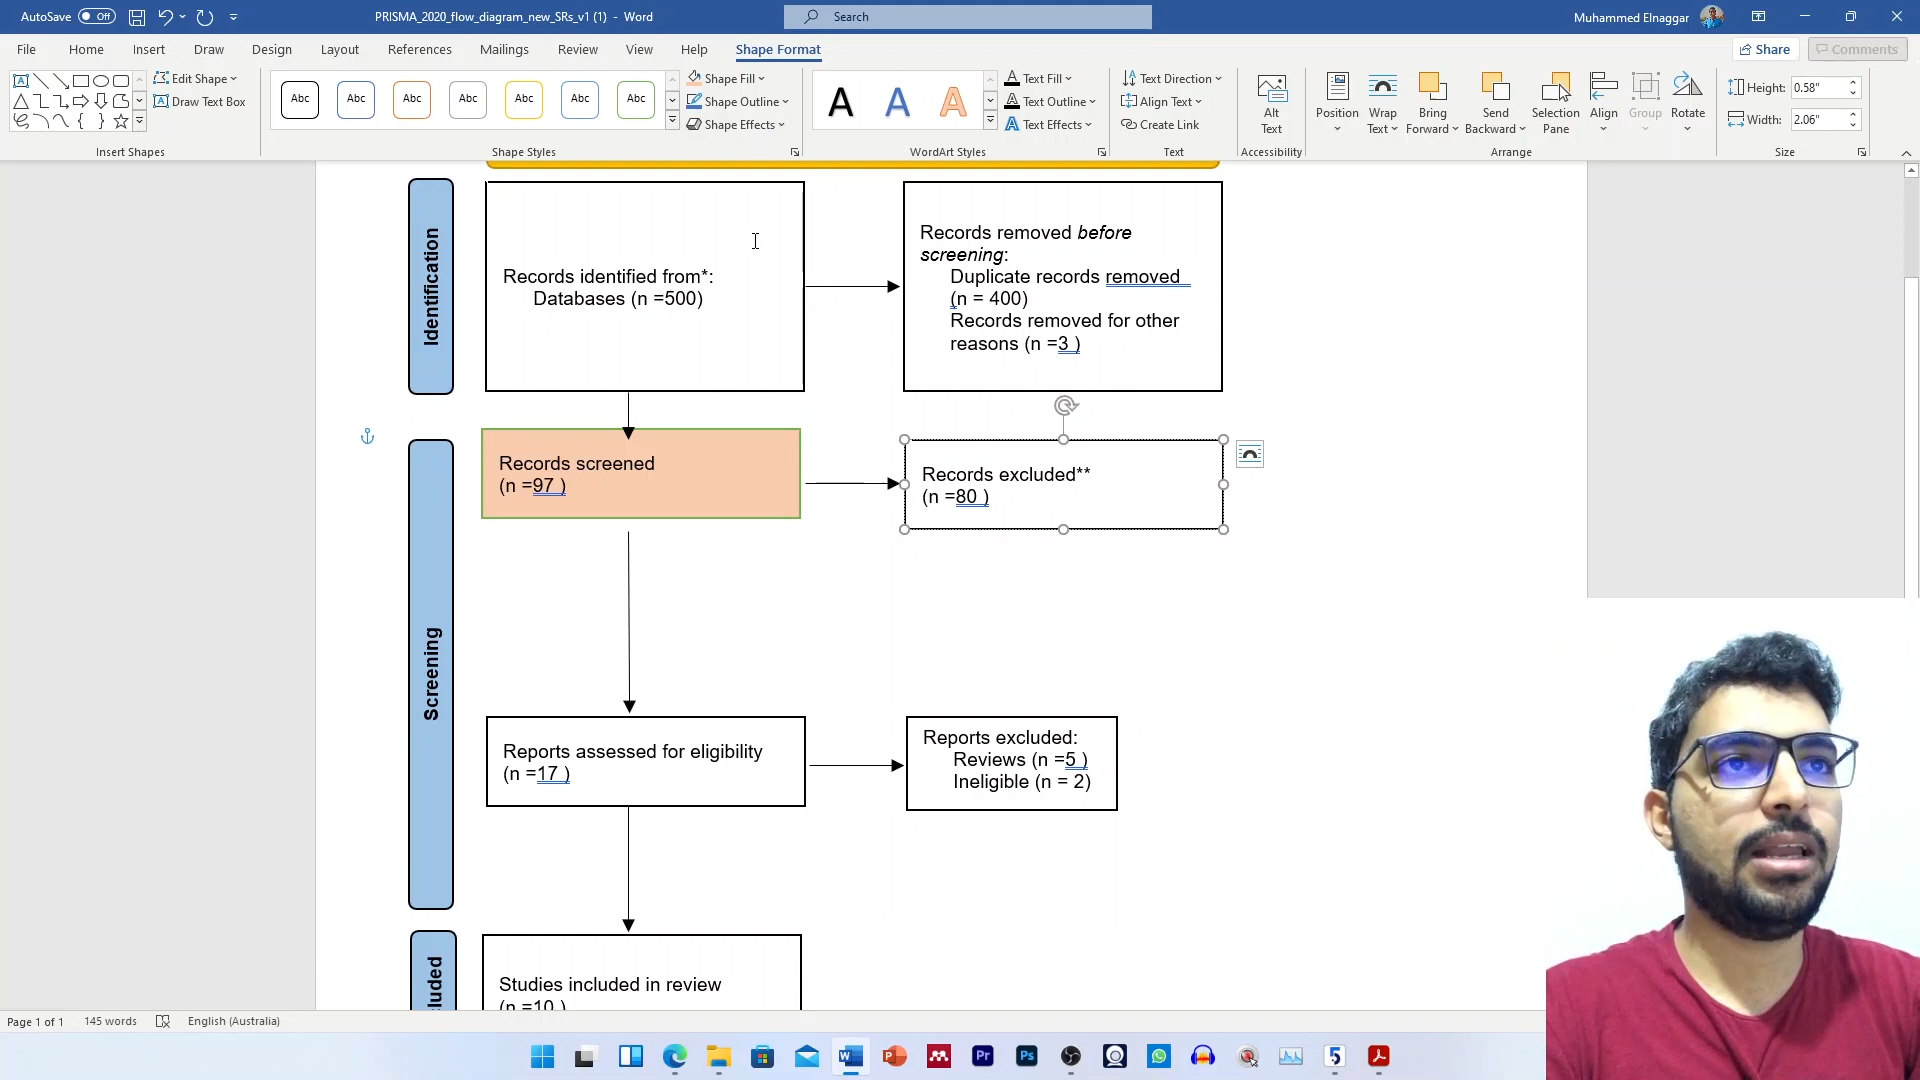 AutoSave Off
PRISMA_2020_flow_diagram_new_SRs_v1 (1) - Word
Search
Muhammed Elnaggar
File Home Insert Draw Design Layout References Mailings Review View Help Shape Format
Share
Comments
Edit Shape
Draw Text Box
Insert Shapes
Abc Abc Abc Abc Abc Abc Abc
Shape Fill
Shape Outline
Shape Effects
Shape Styles
A A A
Text Fill
Text Outline
Text Effects
WordArt Styles
Text Direction
Align Text
Create Link
Text
Alt
Text
Accessibility
Position
Wrap
Text
Bring
Forward
Send
Backward
Selection
Pane
Align
Group
Rotate
Arrange
Height: 0.58"
Width: 2.06"
Size
Identification
Records identified from*:
Databases (n =500)
Records removed before
screening:
Duplicate records removed
(n = 400)
Records removed for other
reasons (n =3 )
Screening
Records screened
(n =97 )
Records excluded**
(n =80 )
Reports assessed for eligibility
(n =17 )
Reports excluded:
Reviews (n =5 )
Ineligible (n = 2)
luded
Studies included in review
(n =10 )
Page 1 of 1 145 words English (Australia)
W
P
Pr
Ps
5